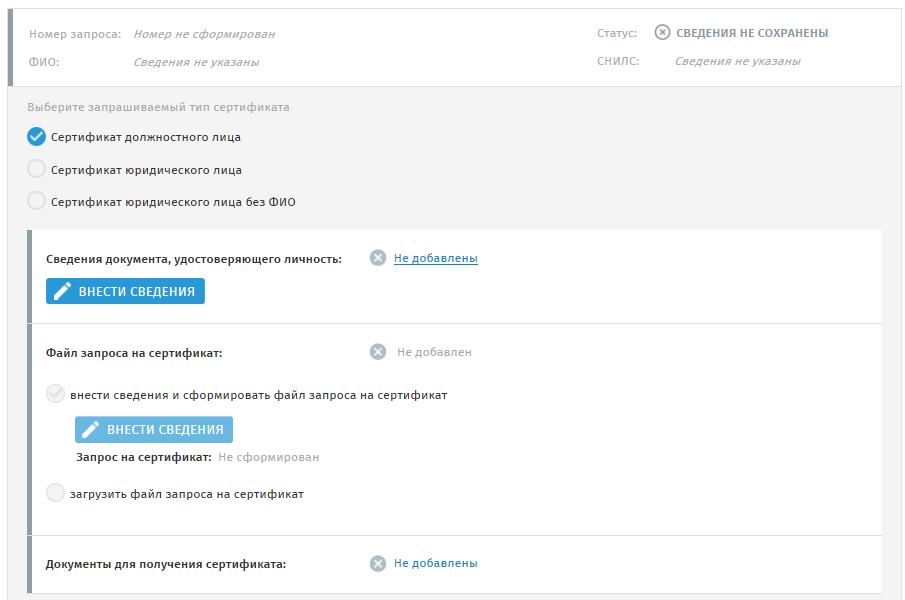 Номер запроса: Номер не сформирован Статус: СВЕДЕНИЯ НЕ СОХРАНЕНЫ
ФИО: Сведения не указаны СНИЛС: Сведения не указаны
Выберите запрашиваемый тип сертификата
Сертификат должностного лица
Сертификат юридического лица
Сертификат юридического лица без ФИО
Сведения документа, удостоверяющего личность: Не добавлены
ВНЕСТИ СВЕДЕНИЯ
Файл запроса на сертификат: Не добавлен
внести сведения и сформировать файл запроса на сертификат
ВНЕСТИ СВЕДЕНИЯ
Запрос на сертификат: Не сформирован
загрузить файл запроса на сертификат
Документы для получения сертификата: Не добавлены